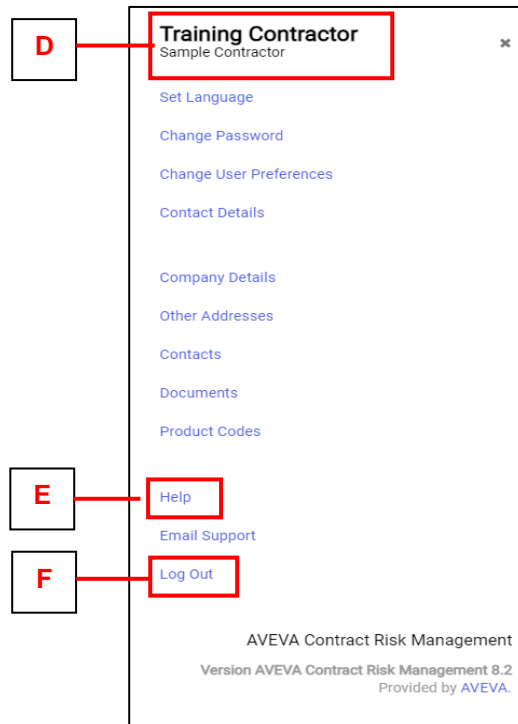 D
Training Contractor
Sample Contractor
✖
Set Language
Change Password
Change User Preferences
Contact Details
Company Details
Other Addresses
Contacts
Documents
Product Codes
E
Help
Email Support
F
Log Out
AVEVA Contract Risk Management
Version AVEVA Contract Risk Management 8.2
Provided by AVEVA.